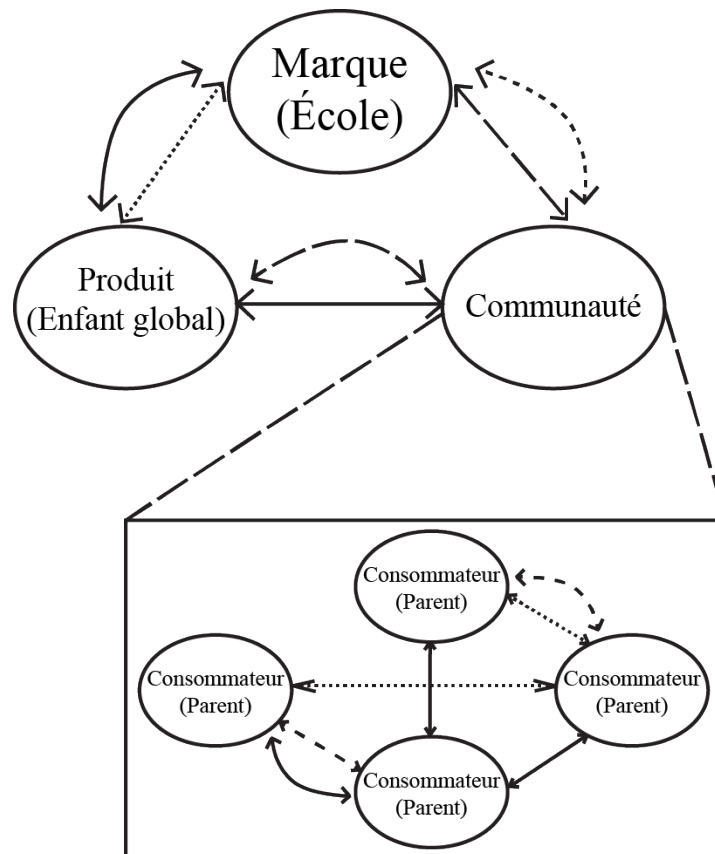 Marque
(École)
Produit
(Enfant global)
Communauté
Consommateur
(Parent)
Consommateur
(Parent)
Consommateur
(Parent)
Consommateur
(Parent)